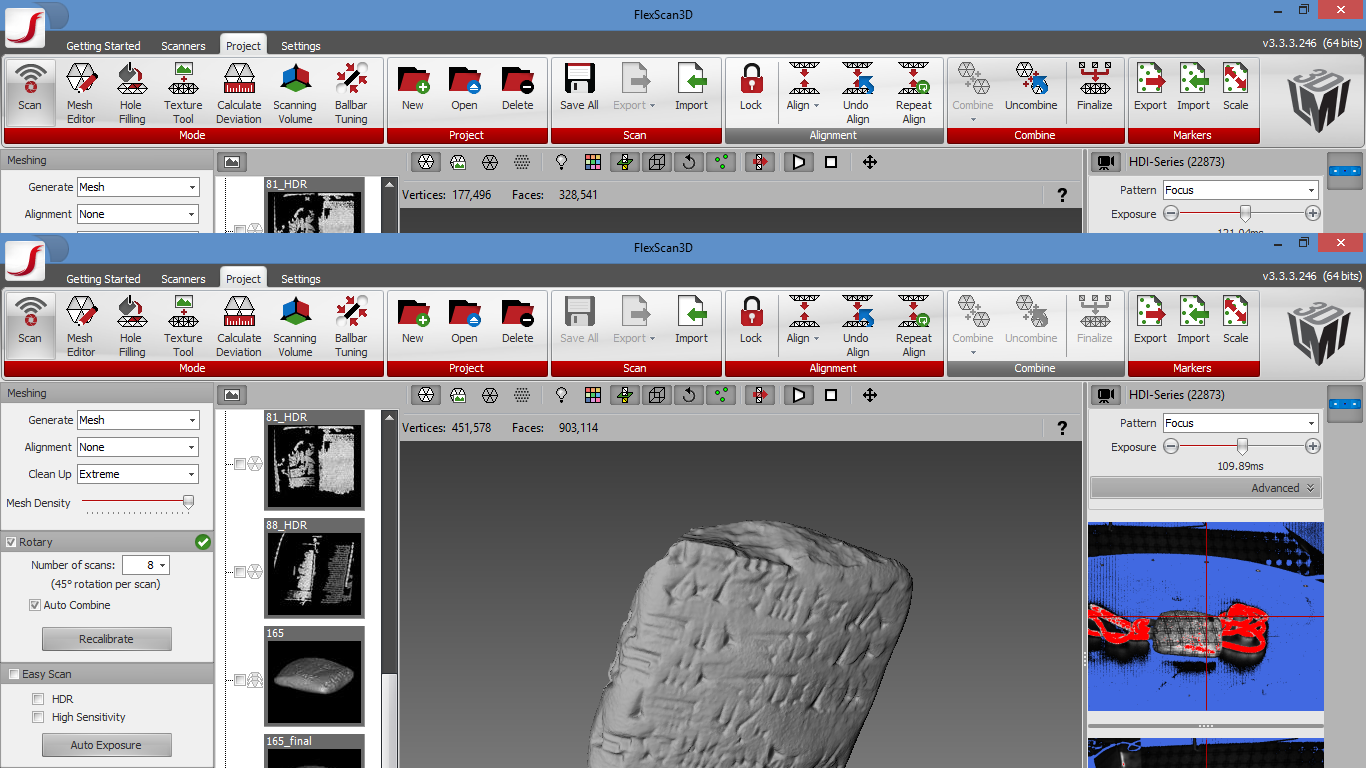 FlexScan3D
Getting Started Scanners Project Settings
v3.3.3.246 (64 bits)
Scan Mesh Editor Hole Filling Texture Tool Calculate Deviation Scanning Volume Ballbar Tuning New Open Delete Save All Export Import Lock Align Undo Align Repeat Align Combine Uncombine Finalize Export Import Scale
Mode Project Scan Alignment Combine Markers
3D LMI
Meshing
HDI-Series (22873)
Generate Mesh
81_HDR
Vertices: 177,496 Faces: 328,541 ?
Pattern Focus
Alignment None
Exposure
FlexScan3D
Getting Started Scanners Project Settings
v3.3.3.246 (64 bits)
Scan Mesh Editor Hole Filling Texture Tool Calculate Deviation Scanning Volume Ballbar Tuning New Open Delete Save All Export Import Lock Align Undo Align Repeat Align Combine Uncombine Finalize Export Import Scale
Mode Project Scan Alignment Combine Markers
3D LMI
Meshing
HDI-Series (22873)
Generate Mesh
81_HDR
Vertices: 451,578 Faces: 903,114 ?
Pattern Focus
Alignment None
Exposure
109.89ms
Clean Up Extreme
Advanced
Mesh Density
88_HDR
Rotary
Number of scans: 8
(45° rotation per scan)
Auto Combine
Recalibrate
165
Easy Scan
HDR
High Sensitivity
Auto Exposure
165_final